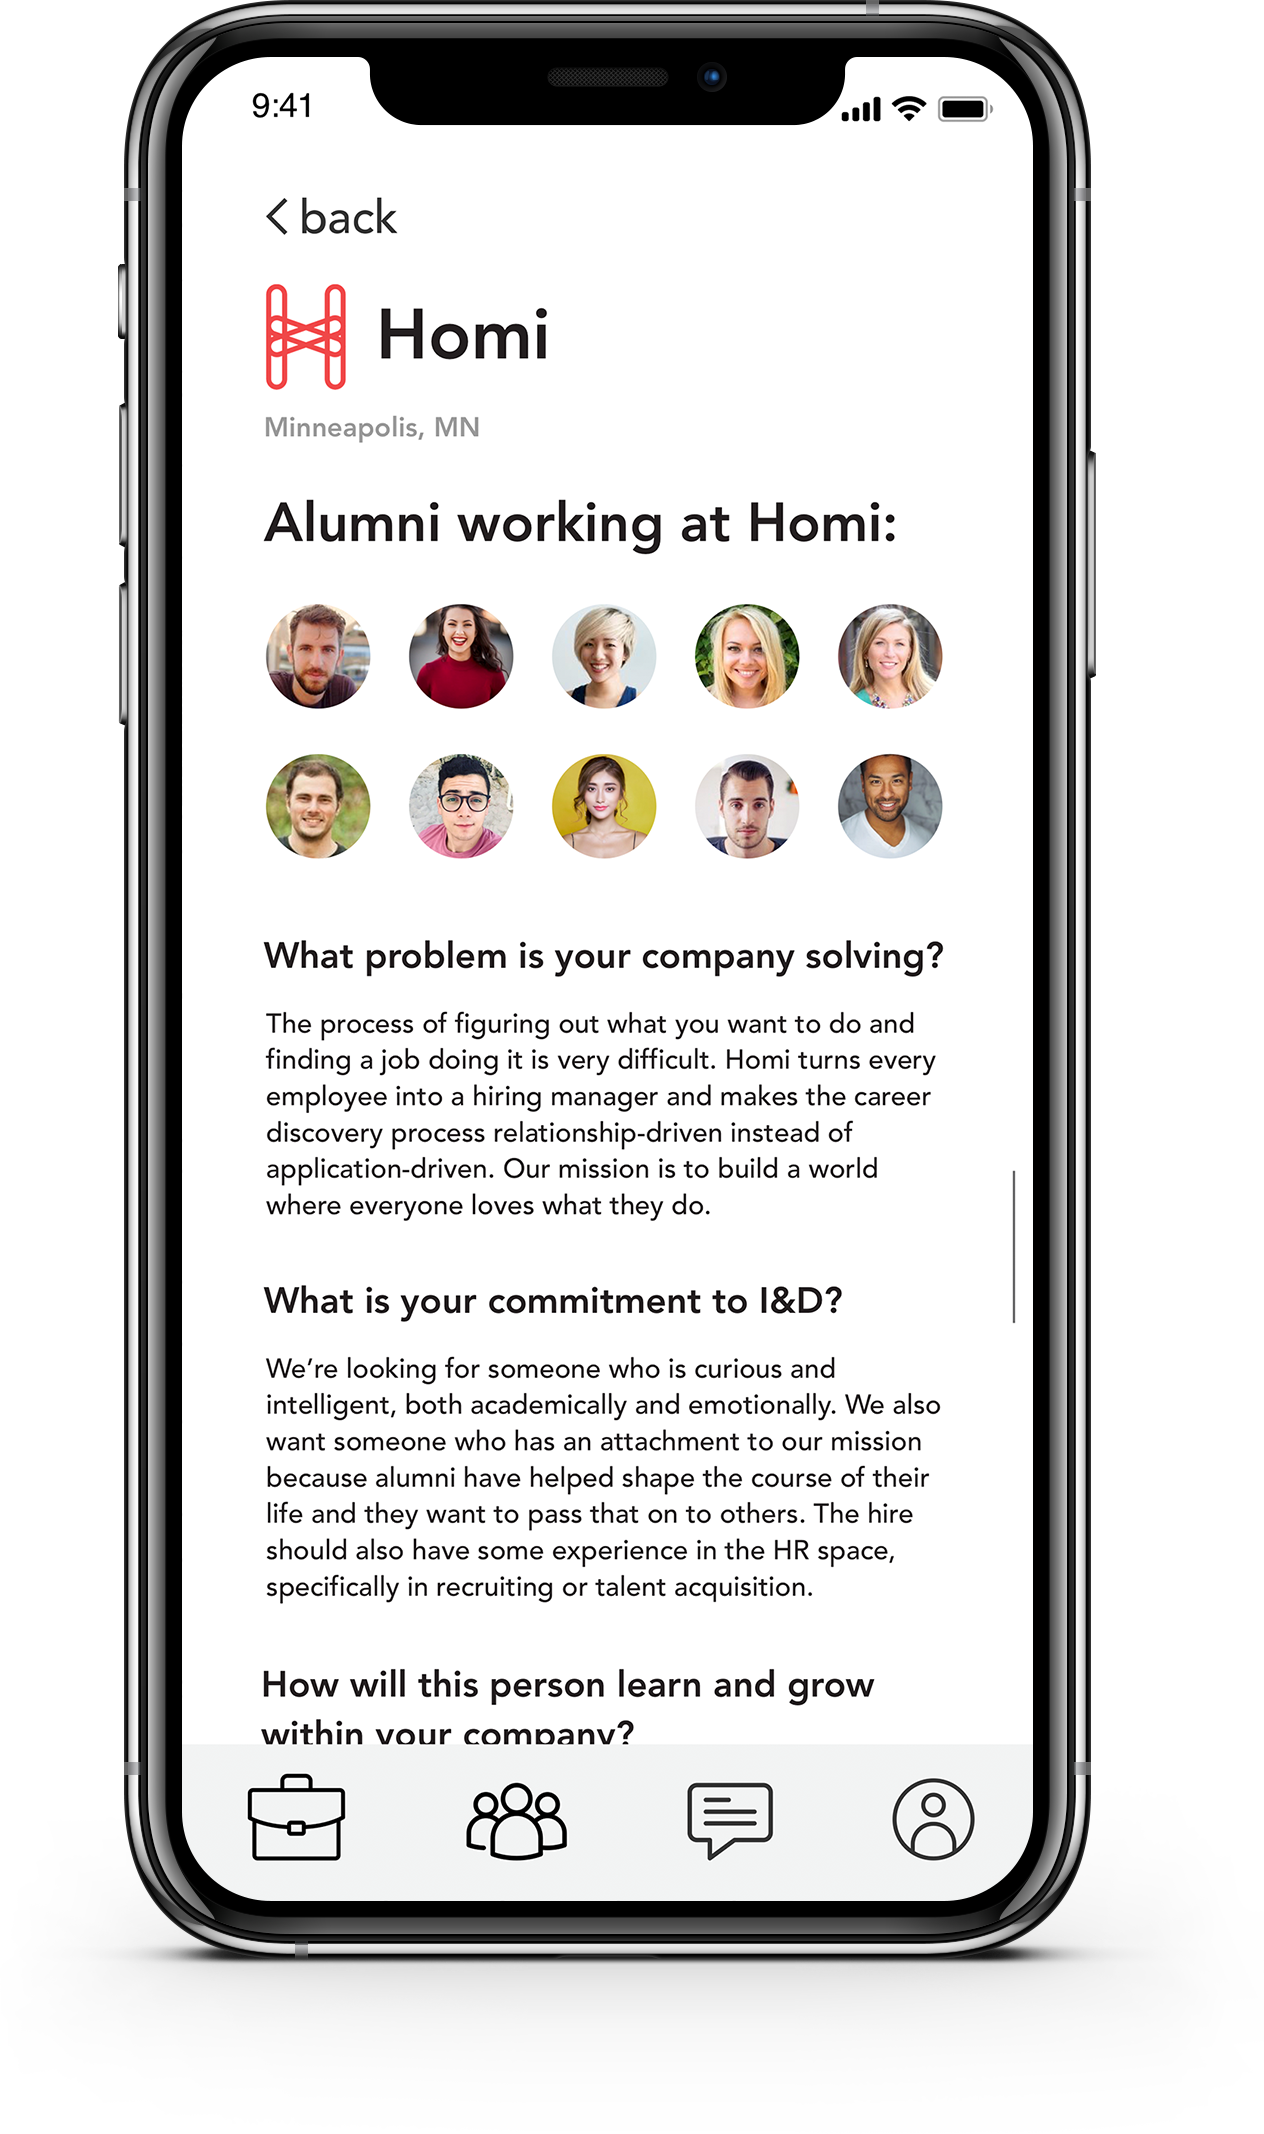 9:41
back
Homi
Minneapolis, MN
Alumni working at Homi:
What problem is your company solving?
The process of figuring out what you want to do and
finding a job doing it is very difficult. Homi turns every
employee into a hiring manager and makes the career
discovery process relationship-driven instead of
application-driven. Our mission is to build a world
where everyone loves what they do.
What is your commitment to I&D?
We’re looking for someone who is curious and
intelligent, both academically and emotionally. We also
want someone who has an attachment to our mission
because alumni have helped shape the course of their
life and they want to pass that on to others. The hire
should also have some experience in the HR space,
specifically in recruiting or talent acquisition.
How will this person learn and grow
within your company?